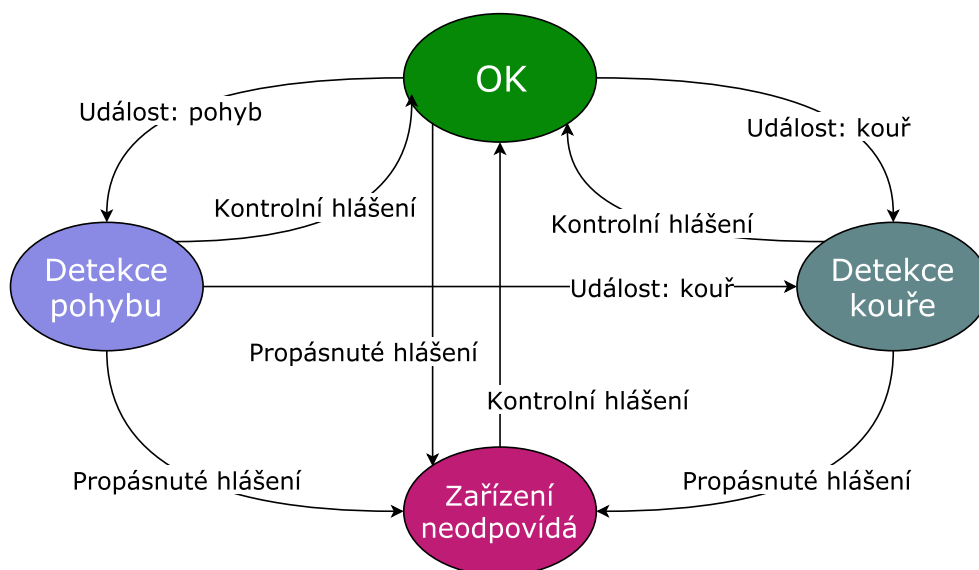 OK
Událost: pohyb
Událost: kouř
Kontrolní hlášení
Kontrolní hlášení
Detekce
pohybu
Událost: kouř
Detekce
kouře
Propásnuté hlášení
Kontrolní hlášení
Propásnuté hlášení
Propásnuté hlášení
Zařízení
neodpovídá